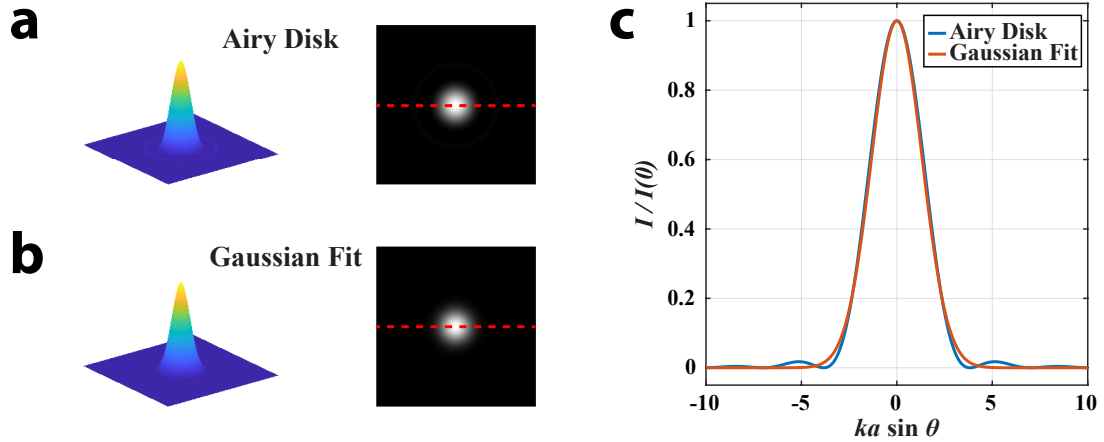 a
Airy Disk
b
Gaussian Fit
c
Airy Disk
Gaussian Fit
I / I(0)
1
0.8
0.6
0.4
0.2
0
-10
-5
0
5
10
ka sin θ